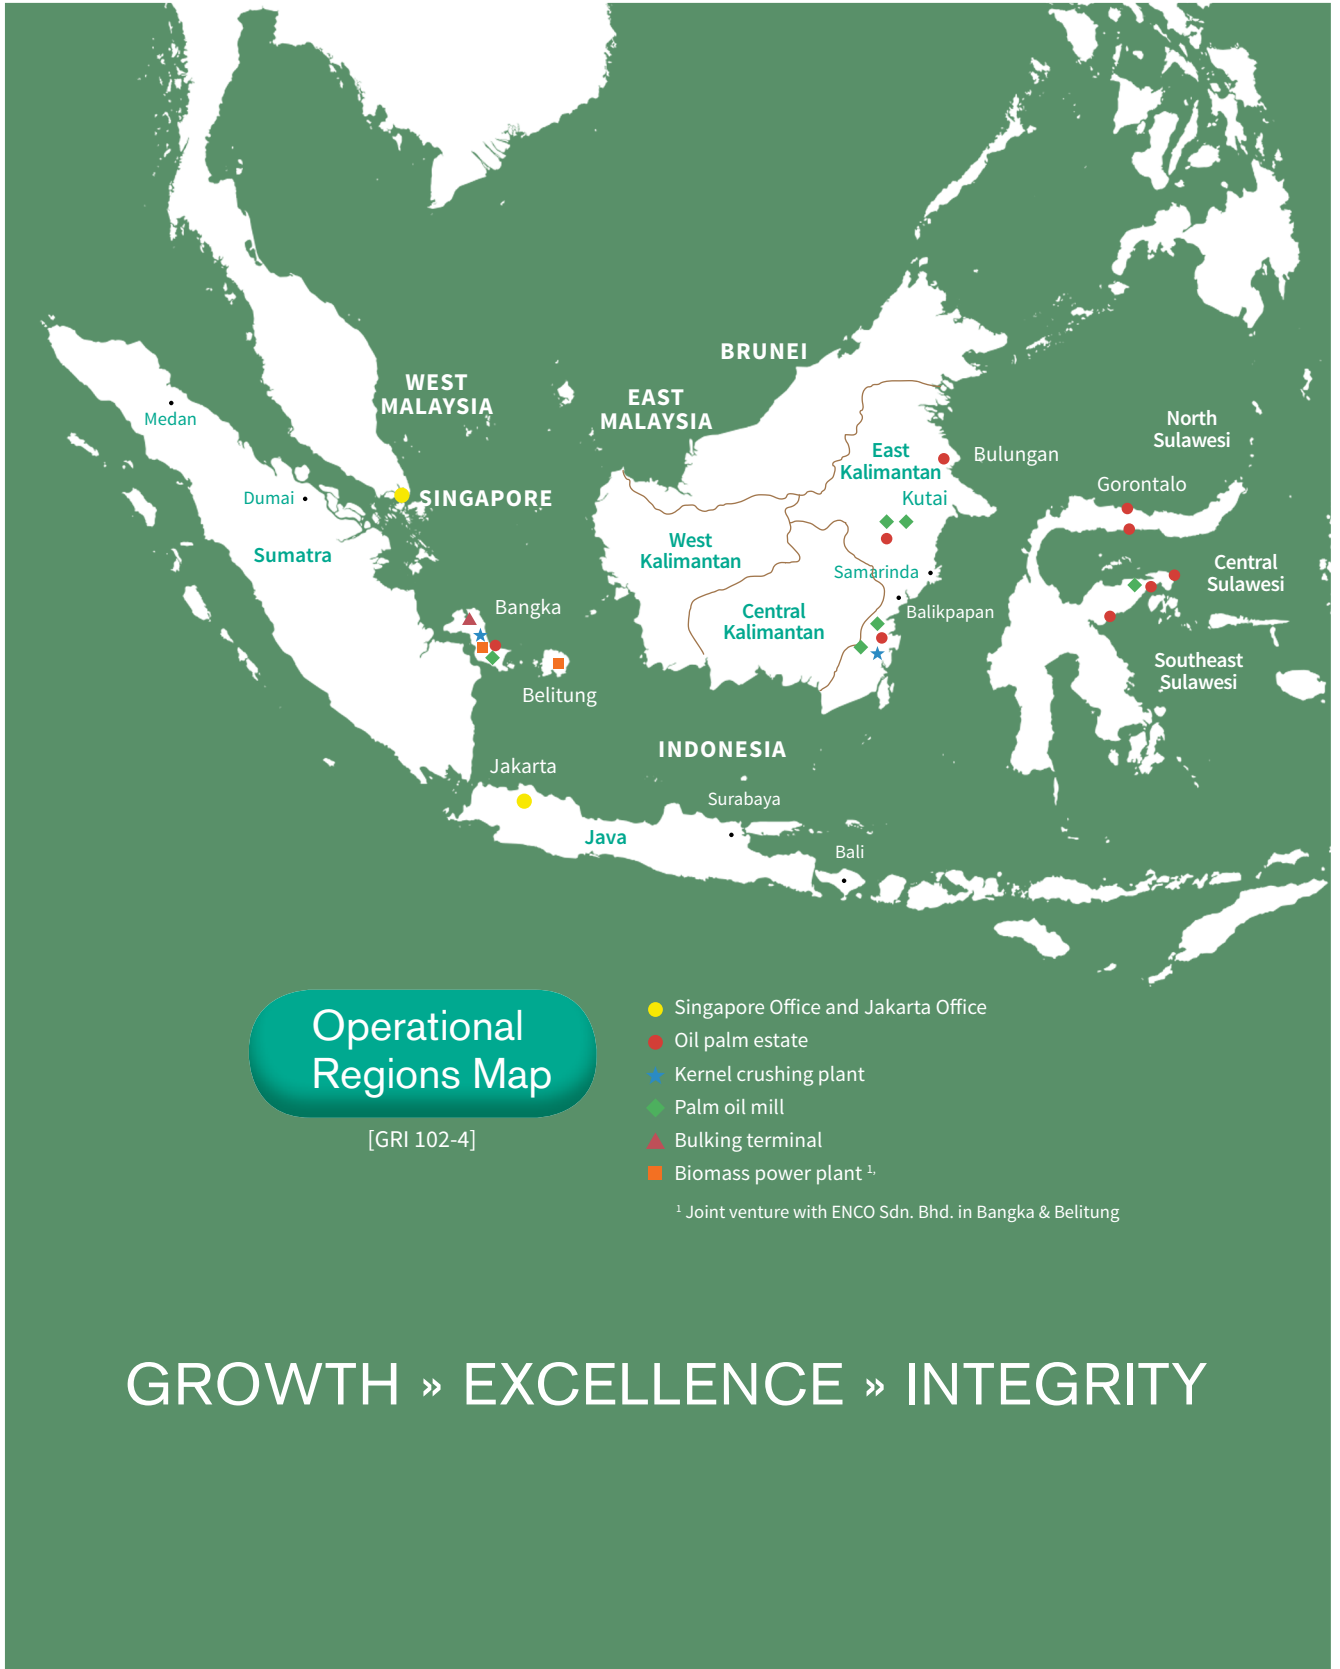 BRUNEI
WEST
MALAYSIA
EAST
MALAYSIA
Medan
North
Sulawesi
East
Kalimantan
Bulungan
Gorontalo
Dumai
SINGAPORE
Kutai
Sumatra
West
Kalimantan
Samarinda
Central
Sulawesi
Bangka
Central
Kalimantan
Balikpapan
Belitung
Southeast
Sulawesi
INDONESIA
Jakarta
Surabaya
Java
Bali
Operational
Regions Map
[GRI 102-4]
Singapore Office and Jakarta Office
Oil palm estate
Kernel crushing plant
Palm oil mill
Bulking terminal
Biomass power plant 1,
1 Joint venture with ENCO Sdn. Bhd. in Bangka & Belitung
GROWTH » EXCELLENCE » INTEGRITY